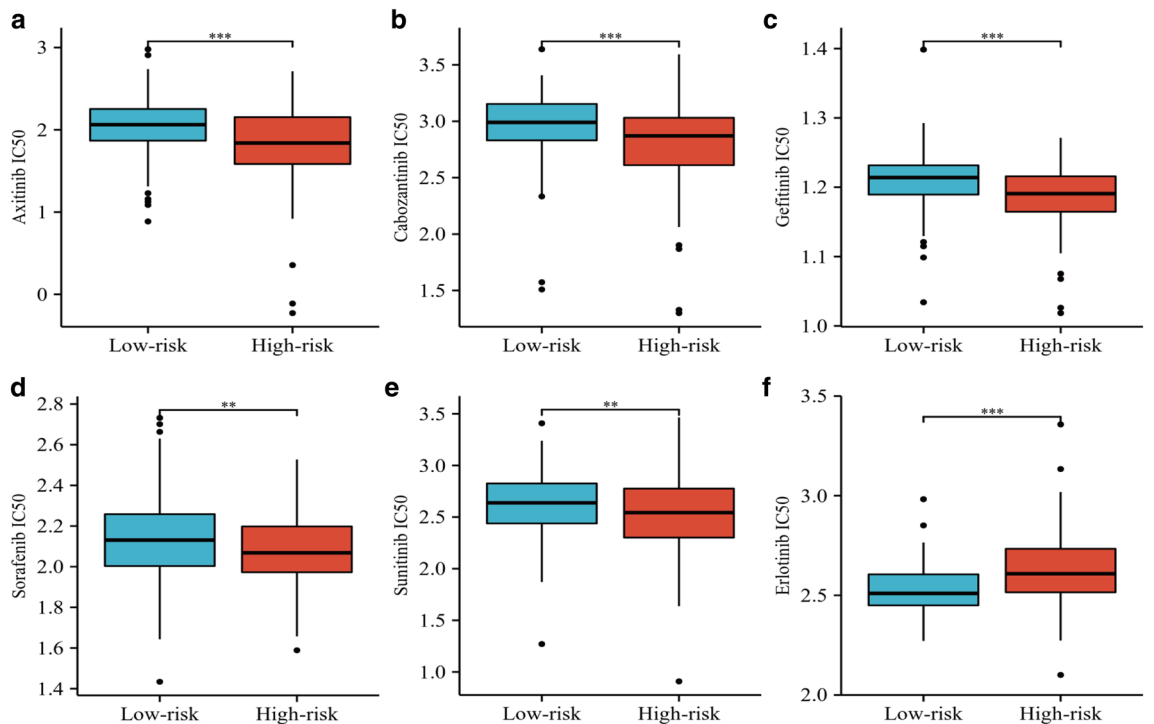 a
***
Axitinib IC50
3
2
1
0
Low-risk High-risk
b
***
Cabozantinib IC50
3.5
3.0
2.5
2.0
1.5
Low-risk High-risk
c
***
Gefitinib IC50
1.4
1.3
1.2
1.1
1.0
Low-risk High-risk
d
**
Sorafenib IC50
2.8
2.6
2.4
2.2
2.0
1.8
1.6
1.4
Low-risk High-risk
e
**
Sunitinib IC50
3.5
3.0
2.5
2.0
1.5
1.0
Low-risk High-risk
f
***
Erlotinib IC50
3.5
3.0
2.5
2.0
Low-risk High-risk